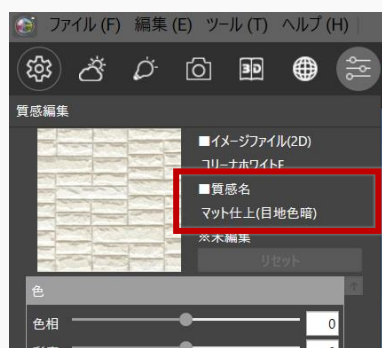 ファイル(F) 編集(E) ツール(T) ヘルプ(H)
3D
質感編集
■イメージファイル(2D)
コリーナホワイトF
■質感名
マット仕上(目地色暗)
※未編集
リセット
色 ↑
色相 0